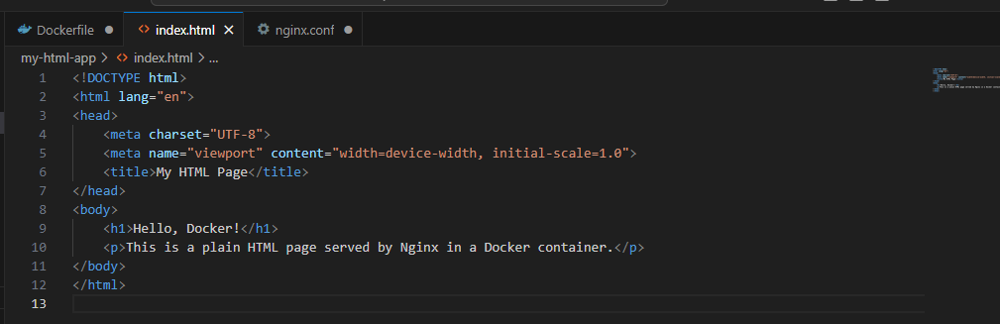 Dockerfile index.html nginx.conf
my-html-app > index.html > ...
1 <!DOCTYPE html>
2 <html lang="en">
3 <head>
4 <meta charset="UTF-8">
5 <meta name="viewport" content="width=device-width, initial-scale=1.0">
6 <title>My HTML Page</title>
7 </head>
8 <body>
9 <h1>Hello, Docker!</h1>
10 <p>This is a plain HTML page served by Nginx in a Docker container.</p>
11 </body>
12 </html>
13